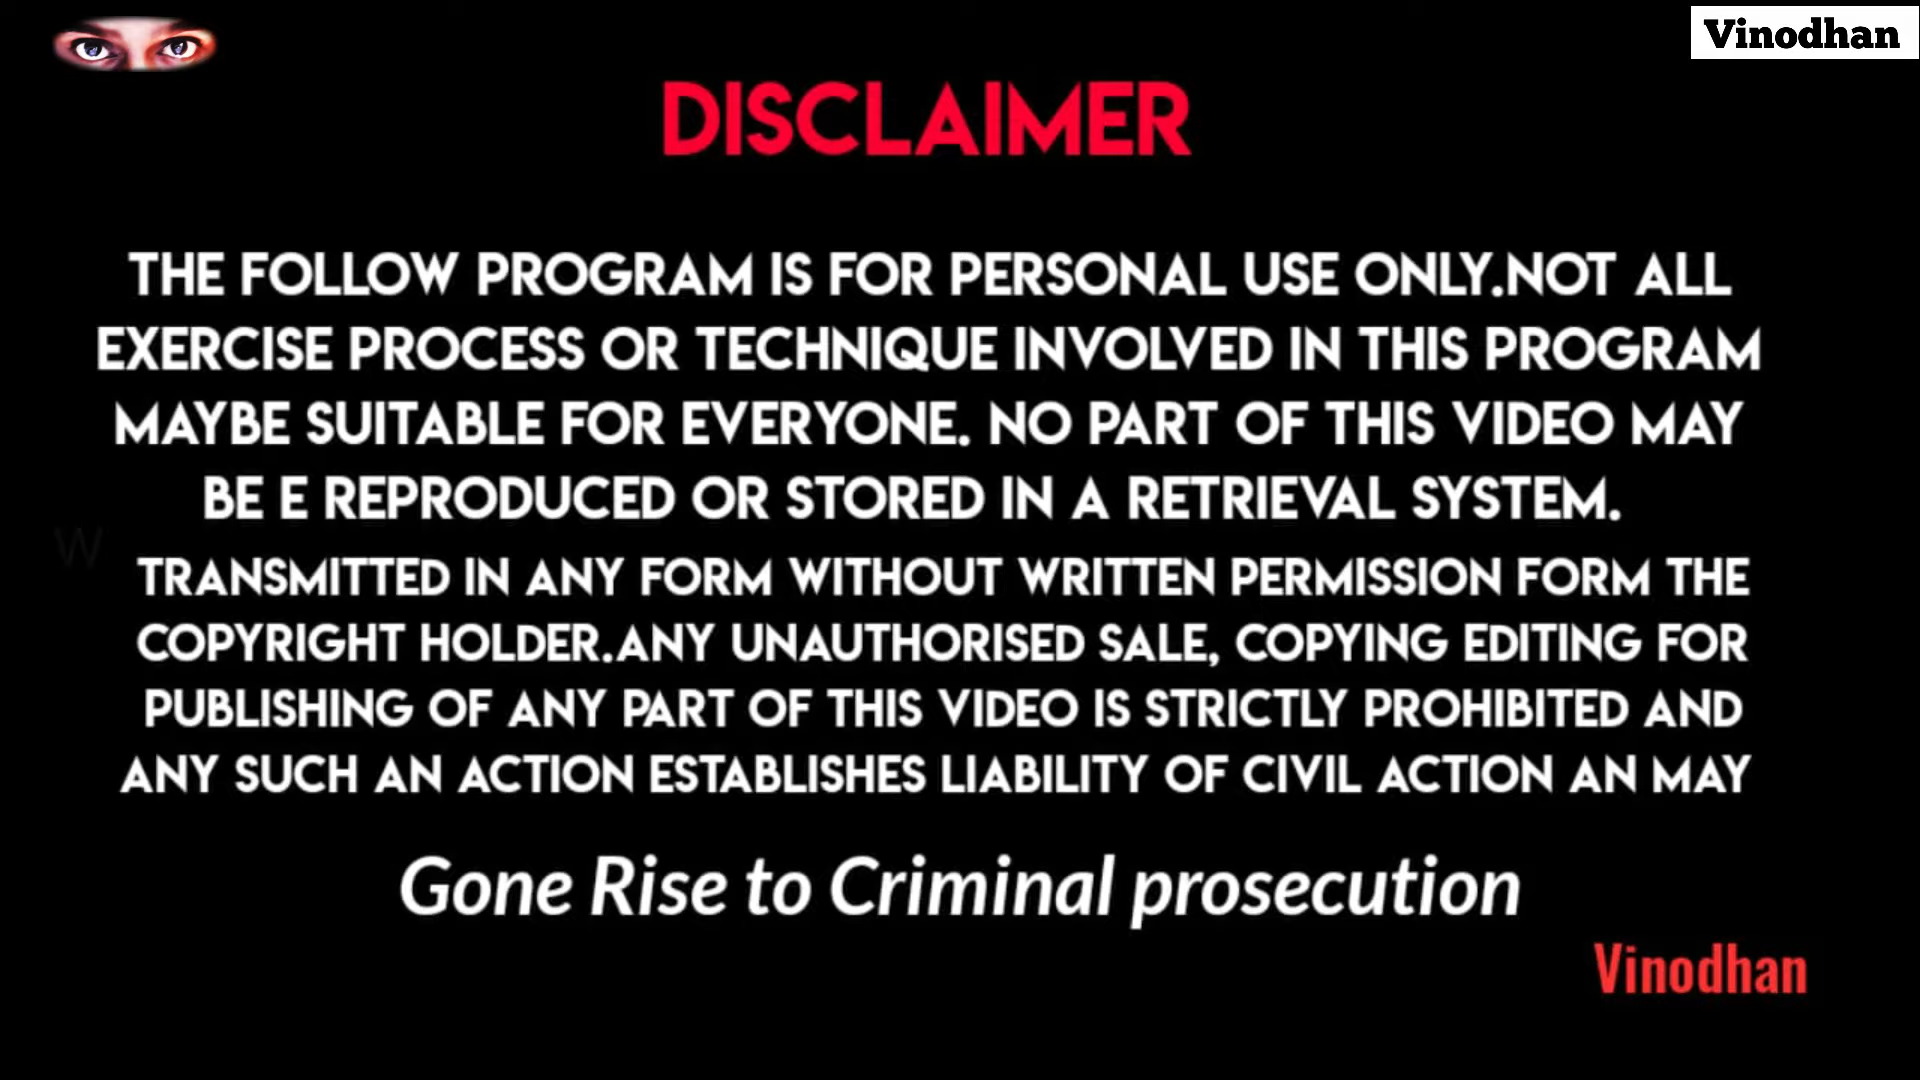 Vinodhan
DISCLAIMER
THE FOLLOW PROGRAM IS FOR PERSONAL USE ONLY.NOT ALL
EXERCISE PROCESS OR TECHNIQUE INVOLVED IN THIS PROGRAM
MAYBE SUITABLE FOR EVERYONE. NO PART OF THIS VIDEO MAY
BE E REPRODUCED OR STORED IN A RETRIEVAL SYSTEM.
W
TRANSMITTED IN ANY FORM WITHOUT WRITTEN PERMISSION FORM THE
COPYRIGHT HOLDER.ANY UNAUTHORISED SALE, COPYING EDITING FOR
PUBLISHING OF ANY PART OF THIS VIDEO IS STRICTLY PROHIBITED AND
ANY SUCH AN ACTION ESTABLISHES LIABILITY OF CIVIL ACTION AN MAY
Gone Rise to Criminal prosecution
Vinodhan